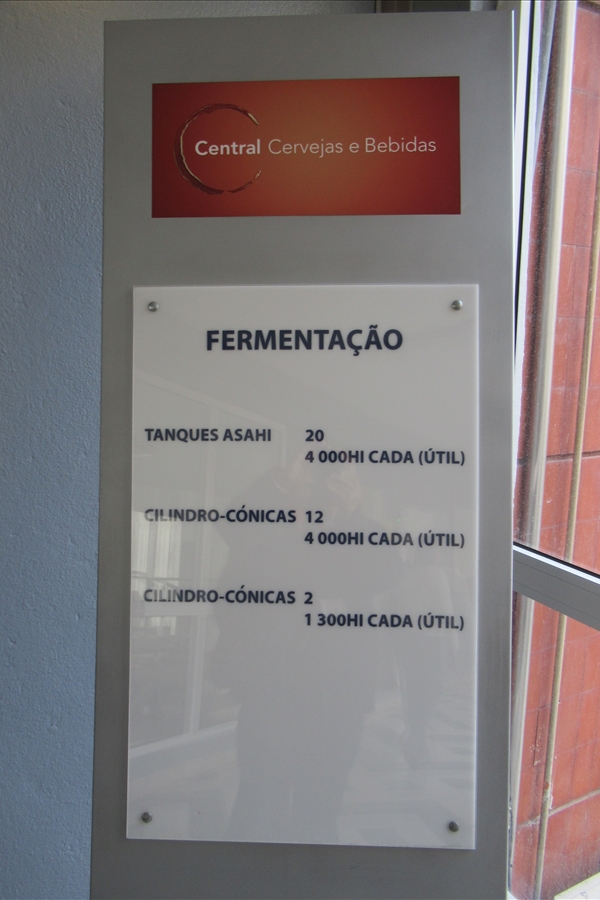 Central Cervejas e Bebidas
FERMENTAÇÃO
TANQUES ASAHI 20
4 000HI CADA (ÚTIL)
CILINDRO-CÓNICAS 12
4 000HI CADA (ÚTIL)
CILINDRO-CÓNICAS 2
1 300HI CADA (ÚTIL)